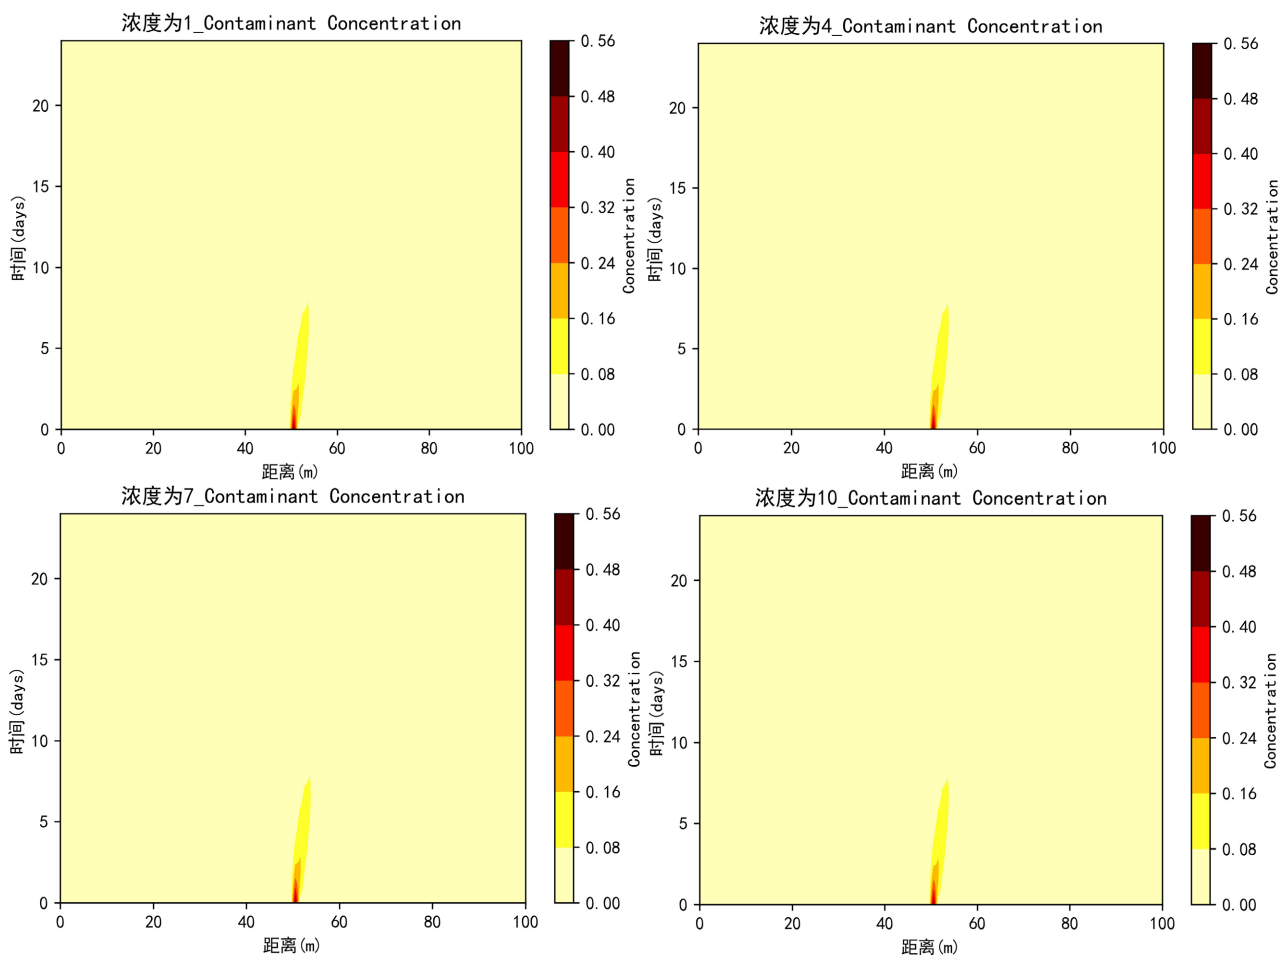 浓度为1_Contaminant Concentration
0.56
0.48
0.40
0.32
0.24
0.16
0.08
0.00
Concentration
20
15
10
5
0
时间(days)
0 20 40 60 80 100
距离(m)
浓度为4_Contaminant Concentration
0.56
0.48
0.40
0.32
0.24
0.16
0.08
0.00
Concentration
20
15
10
5
0
时间(days)
0 20 40 60 80 100
距离(m)
浓度为7_Contaminant Concentration
0.56
0.48
0.40
0.32
0.24
0.16
0.08
0.00
Concentration
20
15
10
5
0
时间(days)
0 20 40 60 80 100
距离(m)
浓度为10_Contaminant Concentration
0.56
0.48
0.40
0.32
0.24
0.16
0.08
0.00
Concentration
20
15
10
5
0
时间(days)
0 20 40 60 80 100
距离(m)